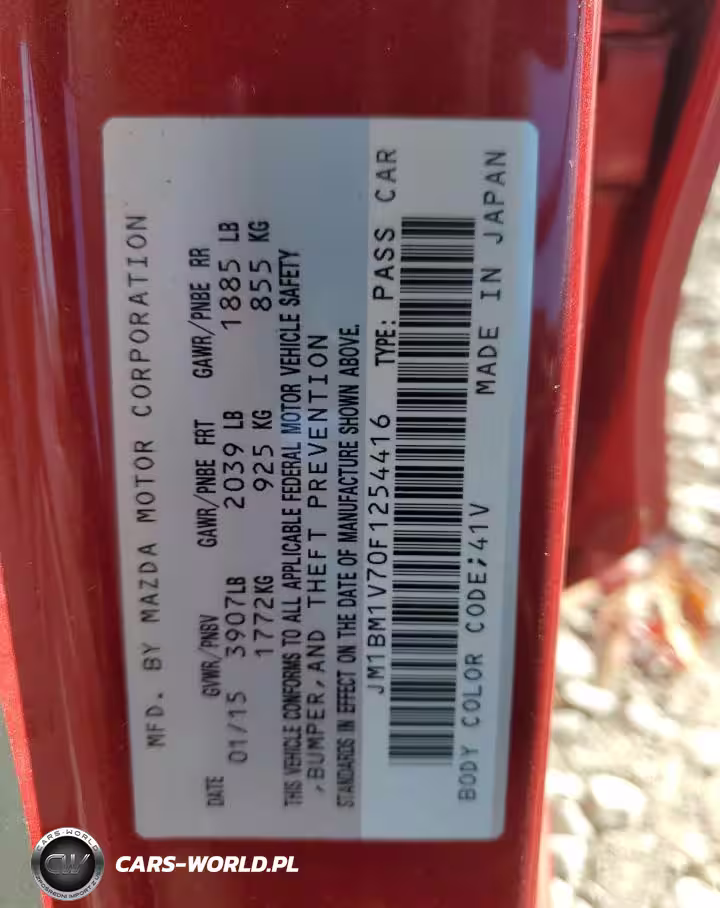 MFD. BY MAZDA MOTOR CORPORATION
DATE GVWR/PNBV GAWR/PNBE FRT GAWR/PNBE RR
01/15 3907LB 2039 LB 1885 LB
1772KG 925 KG 855 KG
THIS VEHICLE CONFORMS TO ALL APPLICABLE FEDERAL MOTOR VEHICLE SAFETY
,BUMPER,AND THEFT PREVENTION
STANDARDS IN EFFECT ON THE DATE OF MANUFACTURE SHOWN ABOVE.
JM1BM1V70F1254416 TYPE: PASS CAR
BODY COLOR CODE:41V MADE IN JAPAN
CARS-WORLD
CW
CARS-WORLD.PL